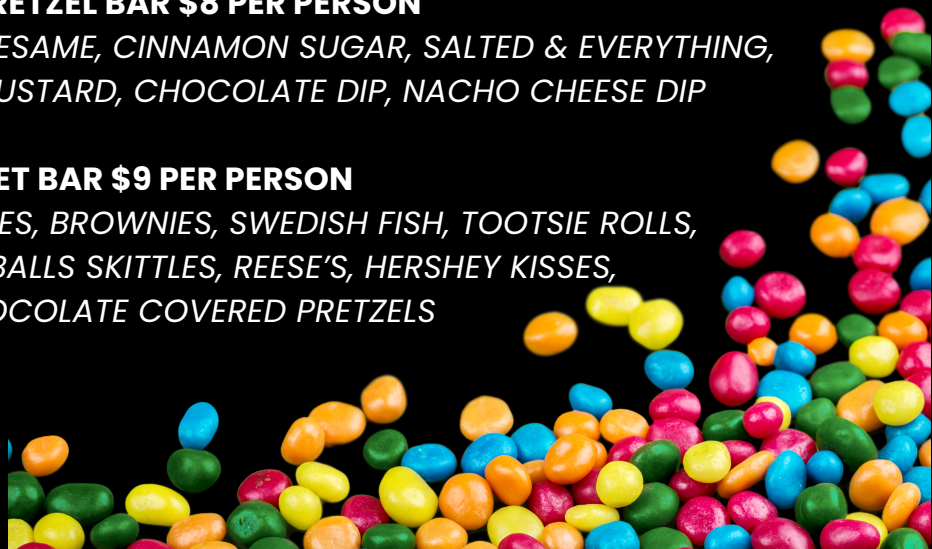 RETZEL BAR $8 PER PERSON
ESAME, CINNAMON SUGAR, SALTED & EVERYTHING,
USTARD, CHOCOLATE DIP, NACHO CHEESE DIP
ET BAR $9 PER PERSON
ES, BROWNIES, SWEDISH FISH, TOOTSIE ROLLS,
BALLS SKITTLES, REESE’S, HERSHEY KISSES,
OCOLATE COVERED PRETZELS